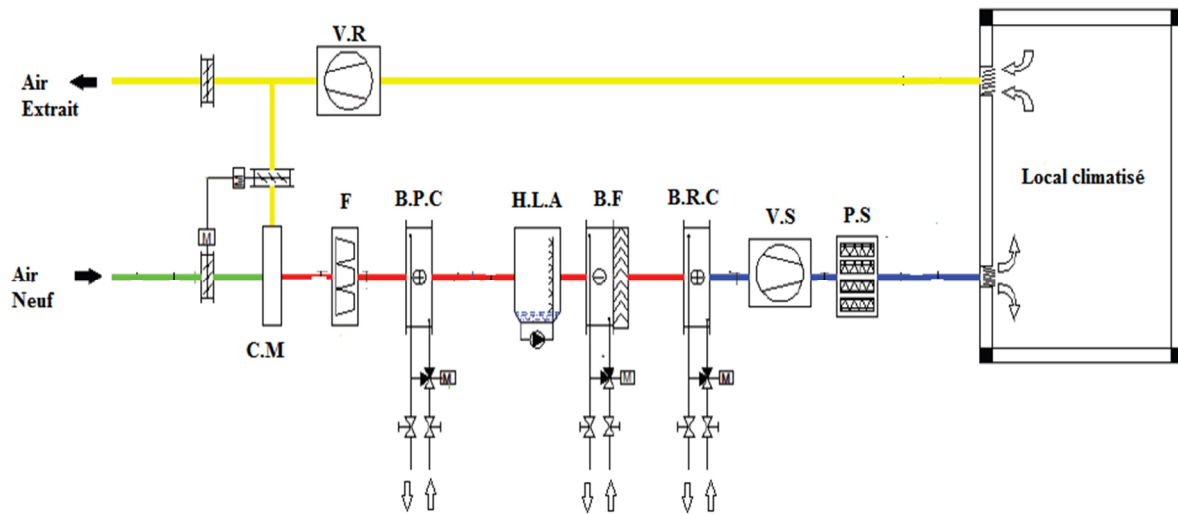 V.R
Air
Extrait
Local climatisé
F
B.P.C
H.L.A
B.F
B.R.C
V.S
P.S
M
M
Air
Neuf
C.M
M
M
M